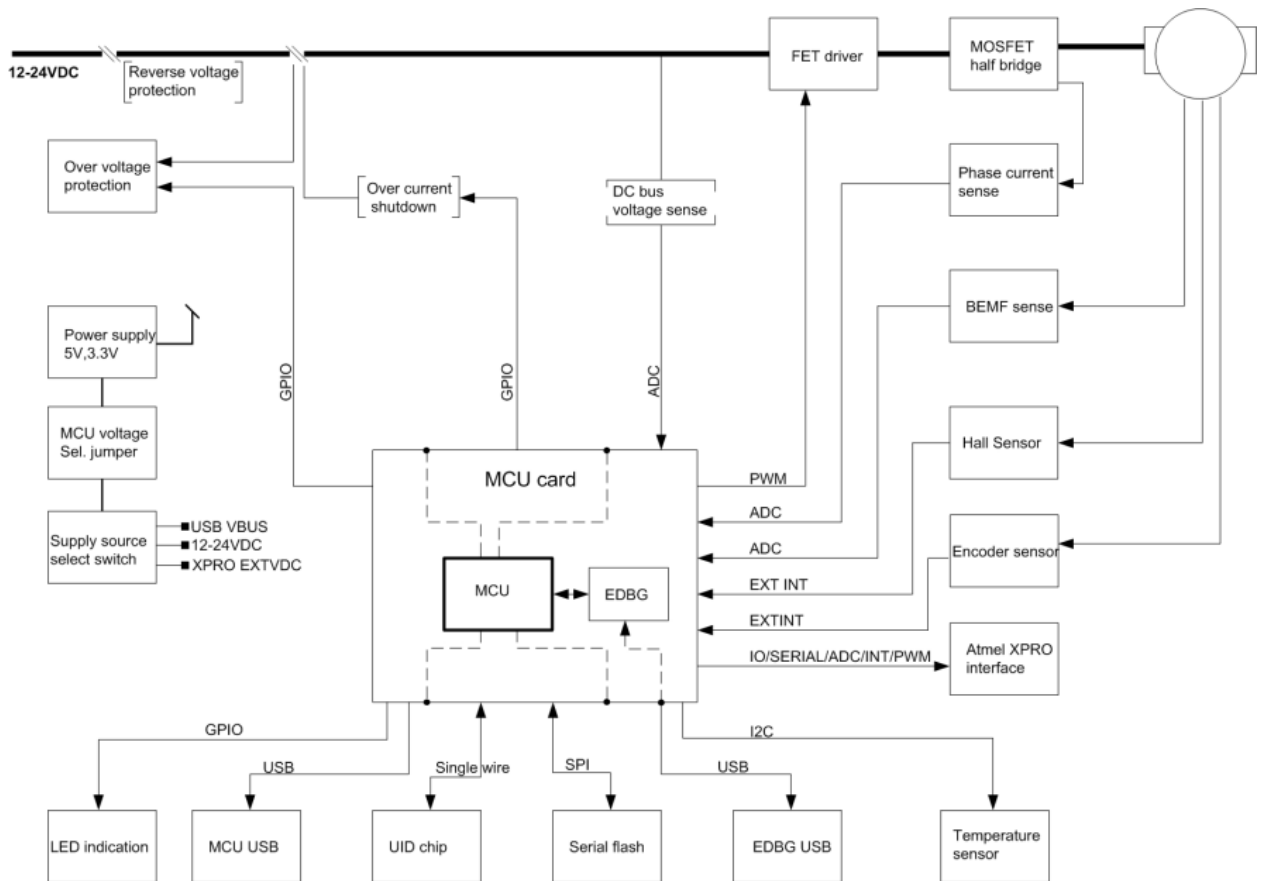 12-24VDC
Reverse voltage
protection
FET driver
MOSFET
half bridge
Over voltage
protection
Over current
shutdown
DC bus
voltage sense
Phase current
sense
BEMF sense
Power supply
5V,3.3V
GPIO
GPIO
ADC
MCU voltage
Sel. jumper
Hall Sensor
MCU card
PWM
ADC
Supply source
select switch
USB VBUS
12-24VDC
XPRO EXTVDC
ADC
Encoder sensor
MCU
EDBG
EXT INT
EXTINT
IO/SERIAL/ADC/INT/PWM
Atmel XPRO
interface
GPIO
I2C
USB
Single wire
SPI
USB
LED indication
MCU USB
UID chip
Serial flash
EDBG USB
Temperature
sensor